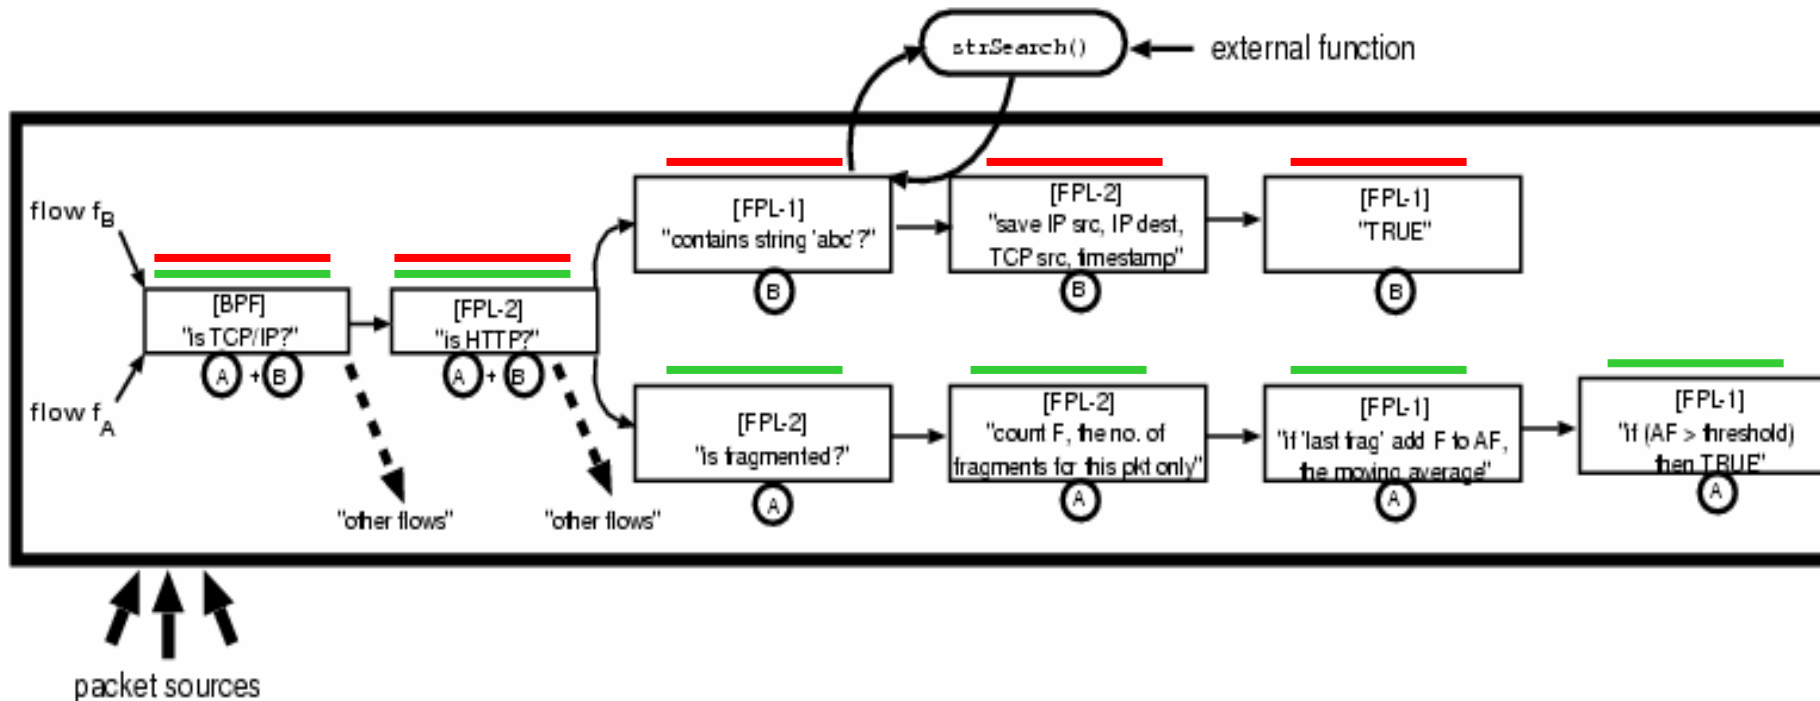 strSearch()
external function
flow f_B
flow f_A
[BPF]
"is TCP/IP?"
A + B
[FPL-2]
"is HTTP?"
A + B
"other flows"
"other flows"
[FPL-1]
"contains string 'abc'?"
B
[FPL-2]
"save IP src, IP dest,
TCP src, timestamp"
B
[FPL-1]
"TRUE"
B
[FPL-2]
"is fragmented?"
A
[FPL-2]
"count F, the no. of
fragments for this pkt only"
A
[FPL-1]
"if 'last frag' add F to AF,
the moving average"
A
[FPL-1]
"if (AF > threshold)
then TRUE"
A
packet sources